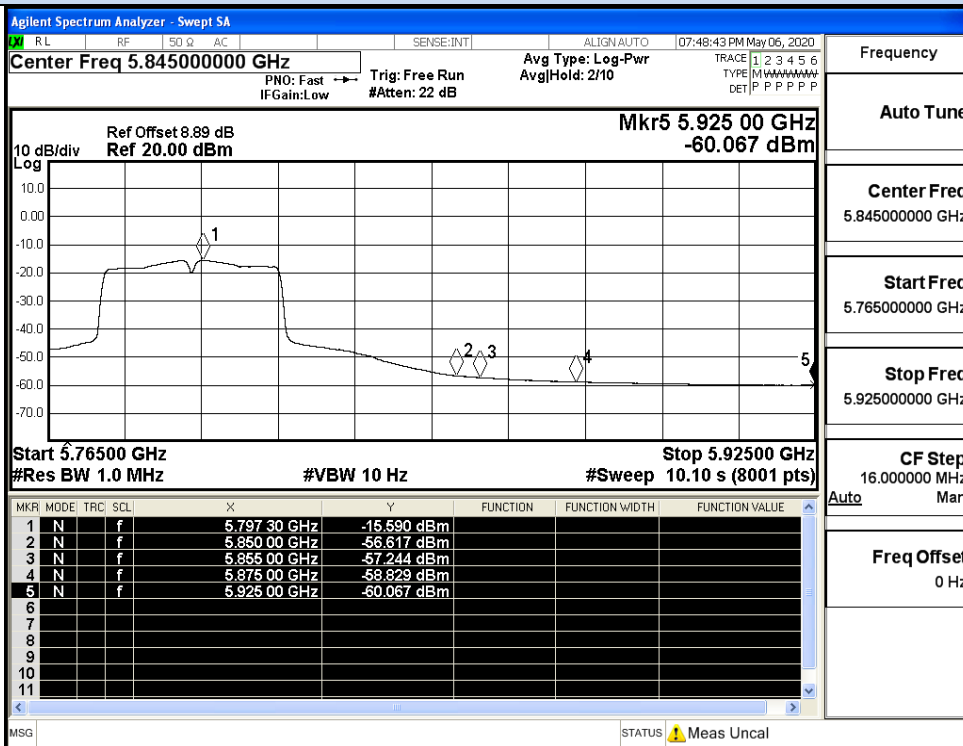 Agilent Spectrum Analyzer - Swept SA
LXI RL RF 50 Ω AC SENSE:INT ALIGN AUTO 07:48:43 PM May 06, 2020
Center Freq 5.845000000 GHz
PNO: Fast
IFGain:Low
Trig: Free Run
#Atten: 22 dB
Avg Type: Log-Pwr
Avg|Hold: 2/10
TRACE 1 2 3 4 5 6
TYPE M WWWWW
DET P P P P P P
Ref Offset 8.89 dB
10 dB/div Ref 20.00 dBm
Log
Mkr5 5.925 00 GHz
-60.067 dBm
10.0
0.00
-10.0
-20.0
-30.0
-40.0
-50.0
-60.0
-70.0
1
2
3
4
5
Start 5.76500 GHz Stop 5.92500 GHz
#Res BW 1.0 MHz #VBW 10 Hz #Sweep 10.10 s (8001 pts)
MKR MODE TRC SCL X Y FUNCTION FUNCTION WIDTH FUNCTION VALUE
1 N f 5.797 30 GHz -15.590 dBm
2 N f 5.850 00 GHz -56.617 dBm
3 N f 5.855 00 GHz -57.244 dBm
4 N f 5.875 00 GHz -58.829 dBm
5 N f 5.925 00 GHz -60.067 dBm
6
7
8
9
10
11
MSG STATUS Meas Uncal
Frequency
Auto Tune
Center Freq
5.845000000 GHz
Start Freq
5.765000000 GHz
Stop Freq
5.925000000 GHz
CF Step
16.000000 MHz
Auto Man
Freq Offset
0 Hz